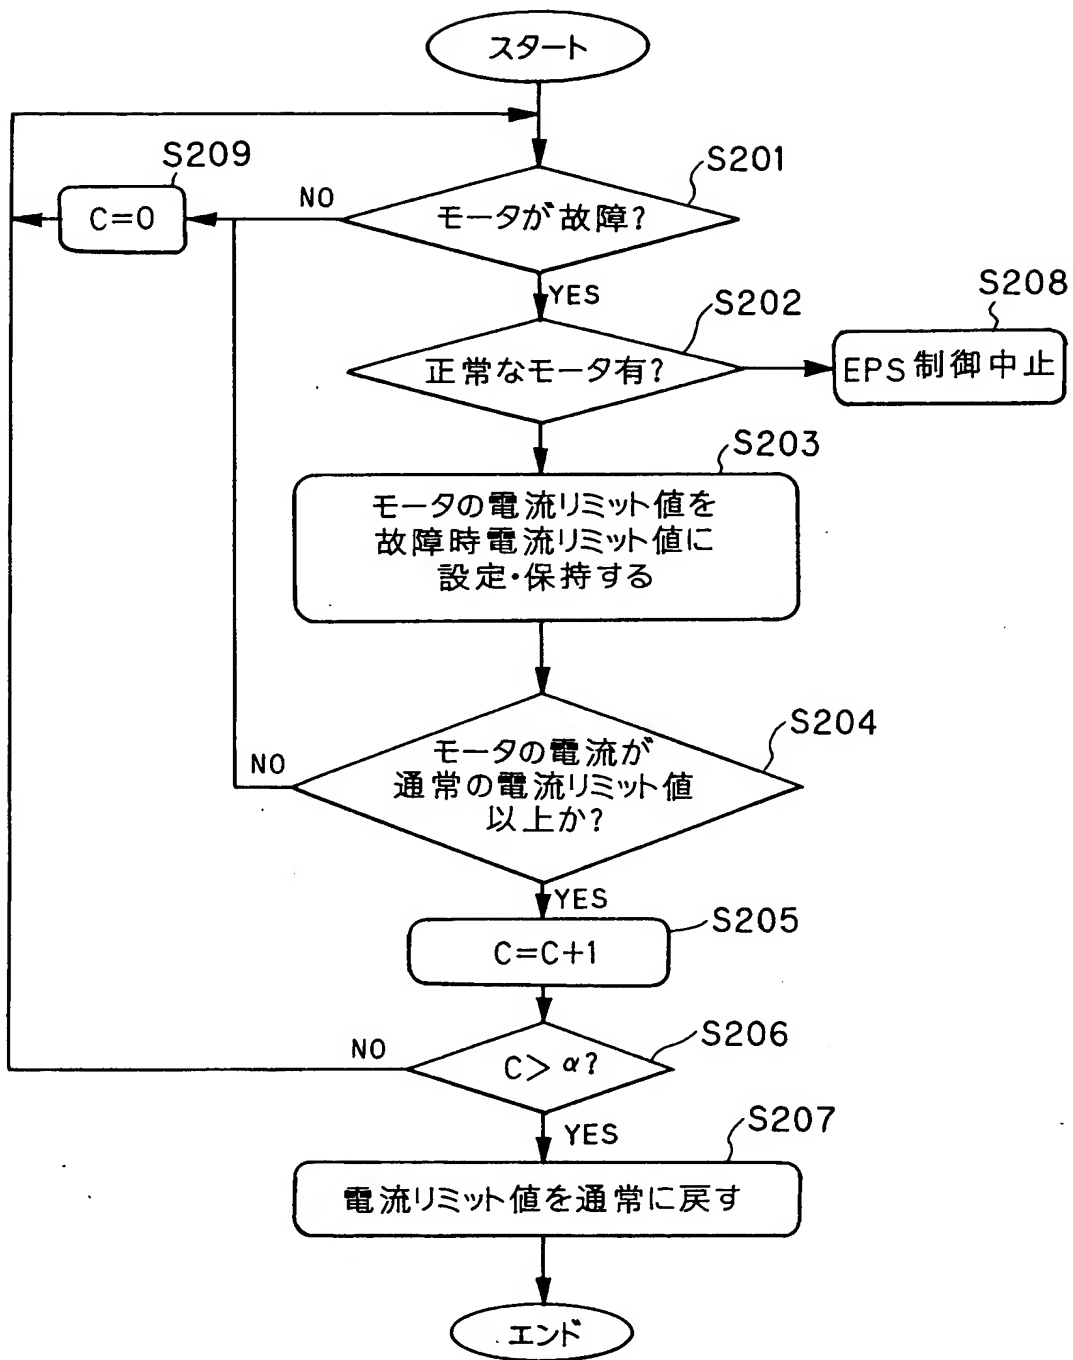 スタート
S209
S201
C=0
NO
モータが故障?
YES
S202
S208
正常なモータ有?
EPS制御中止
S203
モータの電流リミット値を
故障時電流リミット値に
設定・保持する
S204
NO
モータの電流が
通常の電流リミット値
以上か?
YES
S205
C=C+1
S206
NO
C>α?
YES
S207
電流リミット値を通常に戻す
エンド